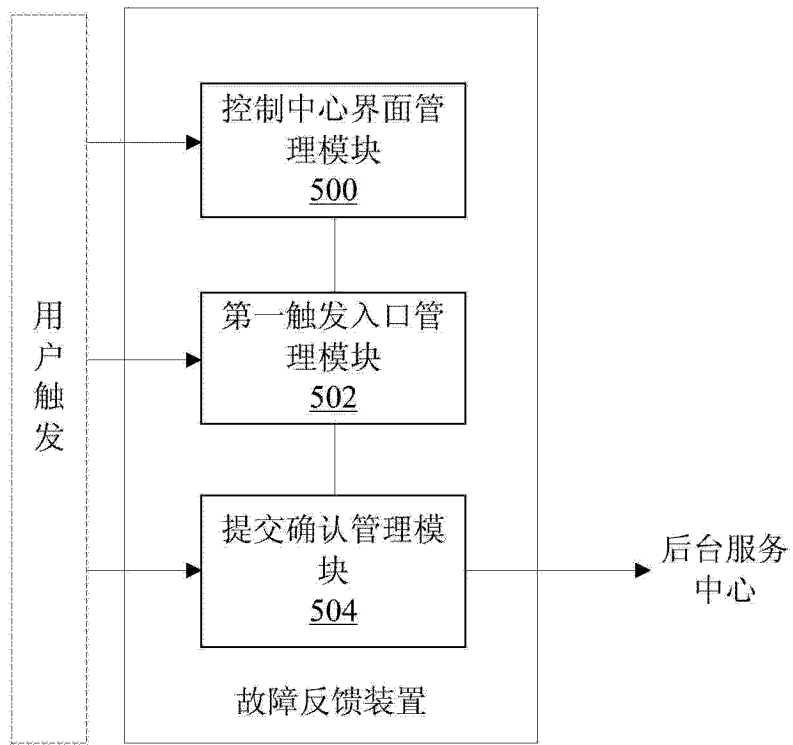 用户触发
控制中心界面管
理模块
500
第一触发入口管
理模块
502
提交确认管理模
块
504
故障反馈装置
后台服务
中心